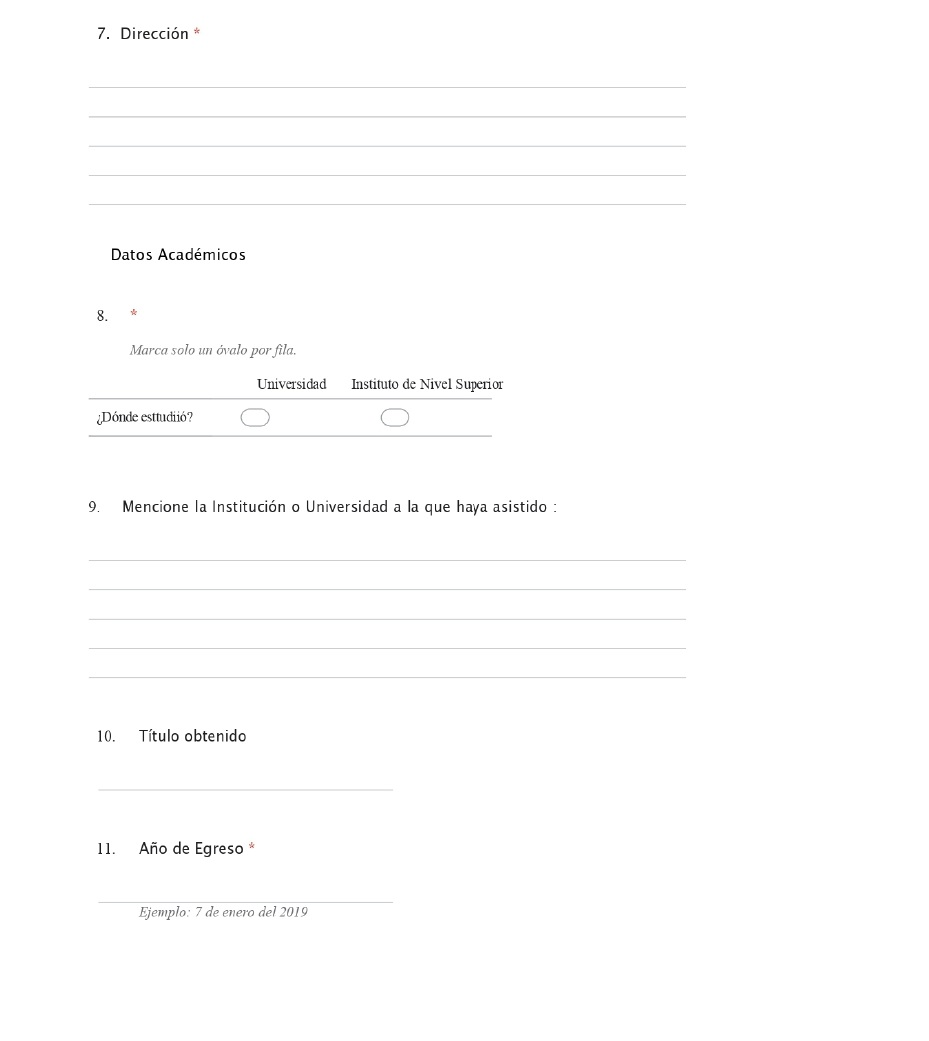 7. Dirección *
Datos Académicos
8. *
Marca solo un óvalo por fila.
Universidad Instituto de Nivel Superior
¿Dónde esttudiió?
9. Mencione la Institución o Universidad a la que haya asistido :
10. Título obtenido
11. Año de Egreso *
Ejemplo: 7 de enero del 2019